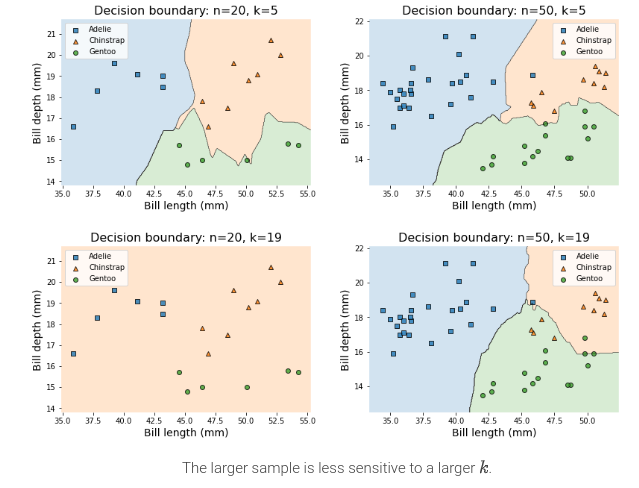 Decision boundary: n=20, k=5
Adelie
Chinstrap
Gentoo
Bill depth (mm)
21
20
19
18
17
16
15
14
35.0 37.5 40.0 42.5 45.0 47.5 50.0 52.5 55.0
Bill length (mm)
Decision boundary: n=50, k=5
Adelie
Chinstrap
Gentoo
Bill depth (mm)
22
20
18
16
14
35.0 37.5 40.0 42.5 45.0 47.5 50.0
Bill length (mm)
Decision boundary: n=20, k=19
Adelie
Chinstrap
Gentoo
Bill depth (mm)
21
20
19
18
17
16
15
14
35.0 37.5 40.0 42.5 45.0 47.5 50.0 52.5 55.0
Bill length (mm)
Decision boundary: n=50, k=19
Adelie
Chinstrap
Gentoo
Bill depth (mm)
22
20
18
16
14
35.0 37.5 40.0 42.5 45.0 47.5 50.0
Bill length (mm)
The larger sample is less sensitive to a larger k.